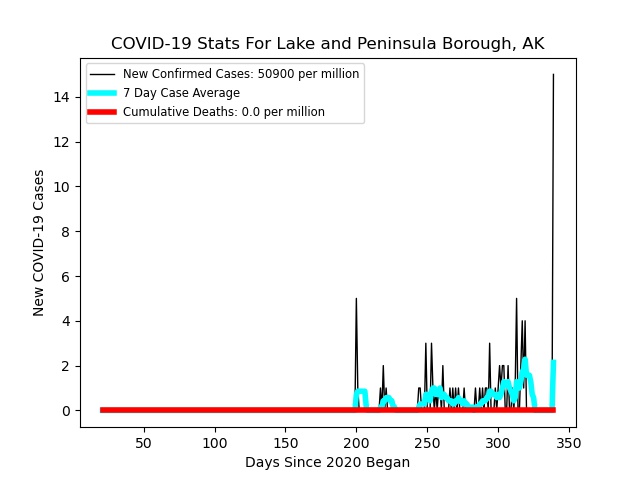 COVID-19 Stats For Lake and Peninsula Borough, AK
New Confirmed Cases: 50900 per million
7 Day Case Average
Cumulative Deaths: 0.0 per million
New COVID-19 Cases
14
12
10
8
6
4
2
0
50 100 150 200 250 300 350
Days Since 2020 Began